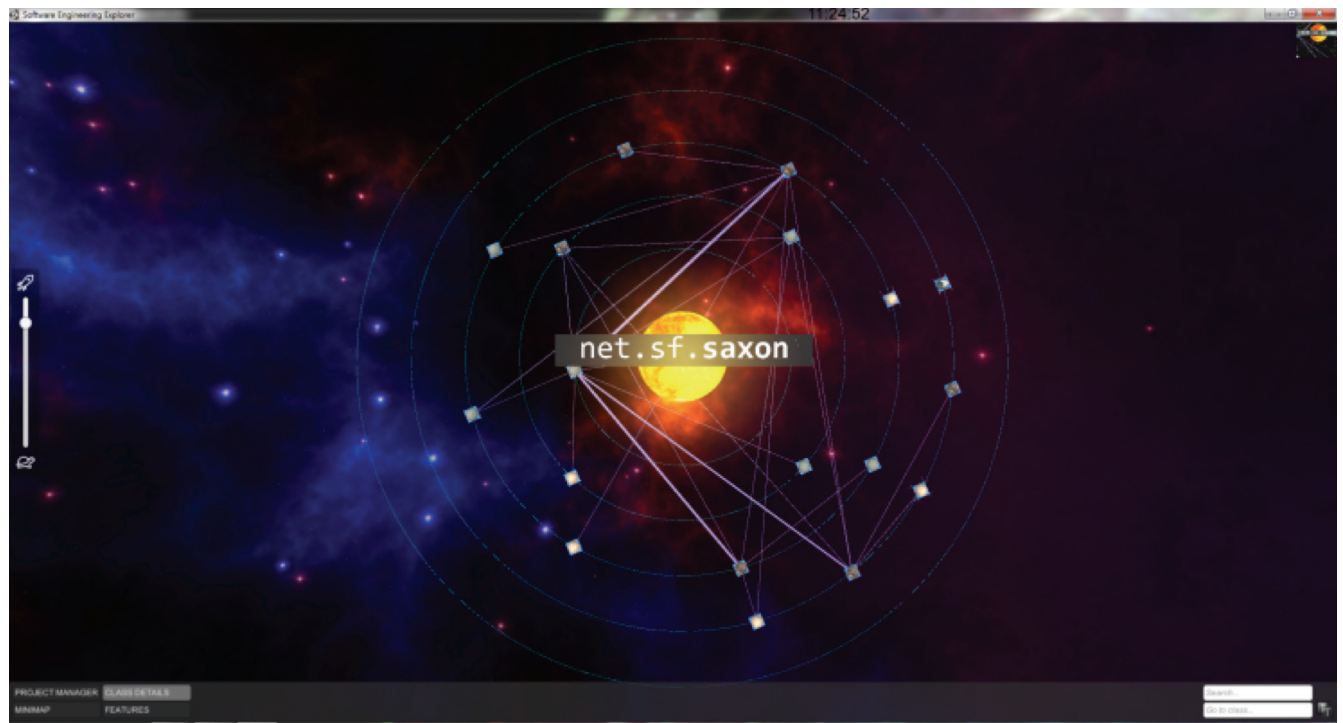 Software Engineering Explorer
11:24:52
net.sf.saxon
PROJECT MANAGER CLASS DETAILS
MINIMAP FEATURES
Search...
Go to class...